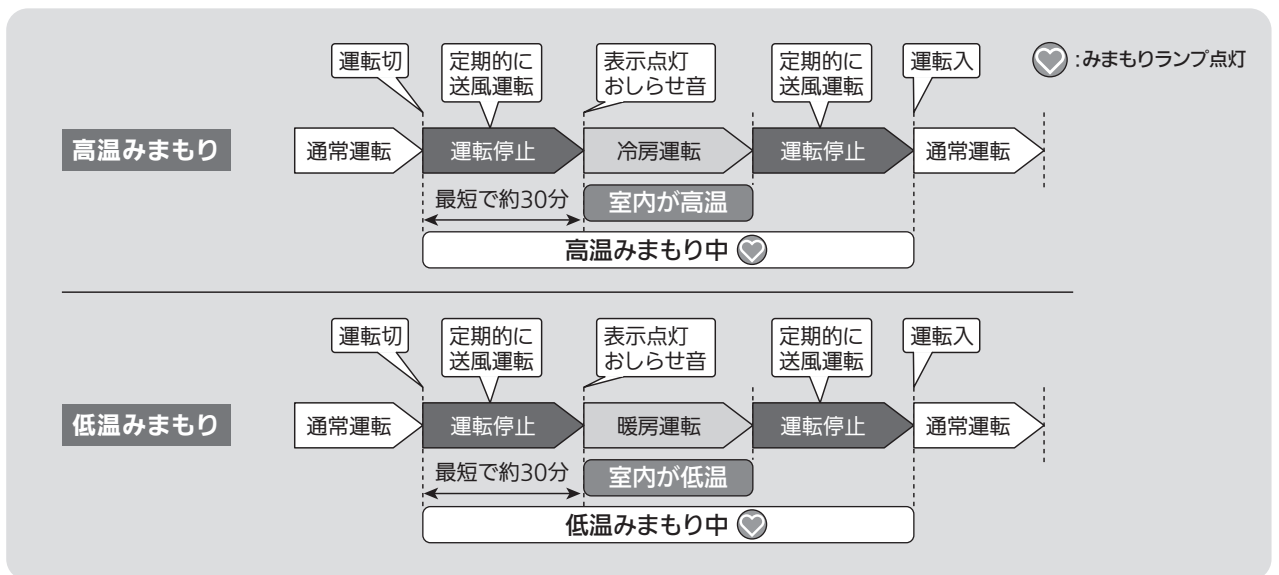 運転切
定期的に
送風運転
表示点灯
おしらせ音
定期的に
送風運転
運転入
:みまもりランプ点灯
高温みまもり
通常運転
運転停止
冷房運転
運転停止
通常運転
最短で約30分
室内が高温
高温みまもり中
運転切
定期的に
送風運転
表示点灯
おしらせ音
定期的に
送風運転
運転入
低温みまもり
通常運転
運転停止
暖房運転
運転停止
通常運転
最短で約30分
室内が低温
低温みまもり中